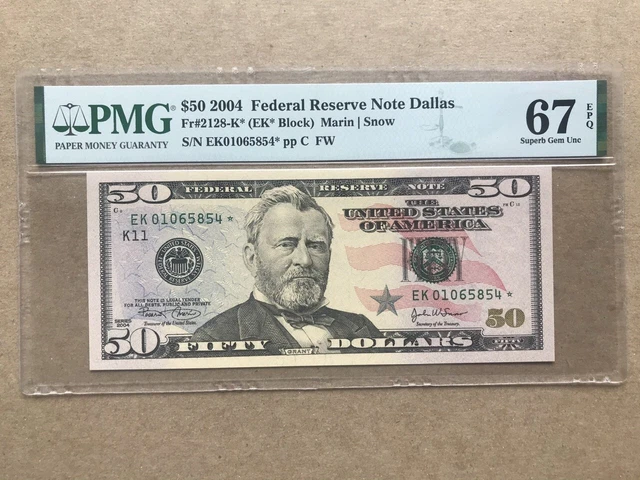 PMG
PAPER MONEY GUARANTY
$50 2004 Federal Reserve Note Dallas
Fr#2128-K* (EK* Block) Marin | Snow
S/N EK01065854* pp C FW
67 EPQ
Superb Gem Unc
50 FEDERAL RESERVE NOTE 50
EK 01065854 *
K11
THE
UNITED STATES
OF AMERICA
THIS NOTE IS LEGAL TENDER
FOR ALL DEBTS, PUBLIC AND PRIVATE
EK 01065854 *
Treasurer of the United States.
Secretary of the Treasury.
SERIES
2004
50
GRANT
50 FIFTY DOLLARS